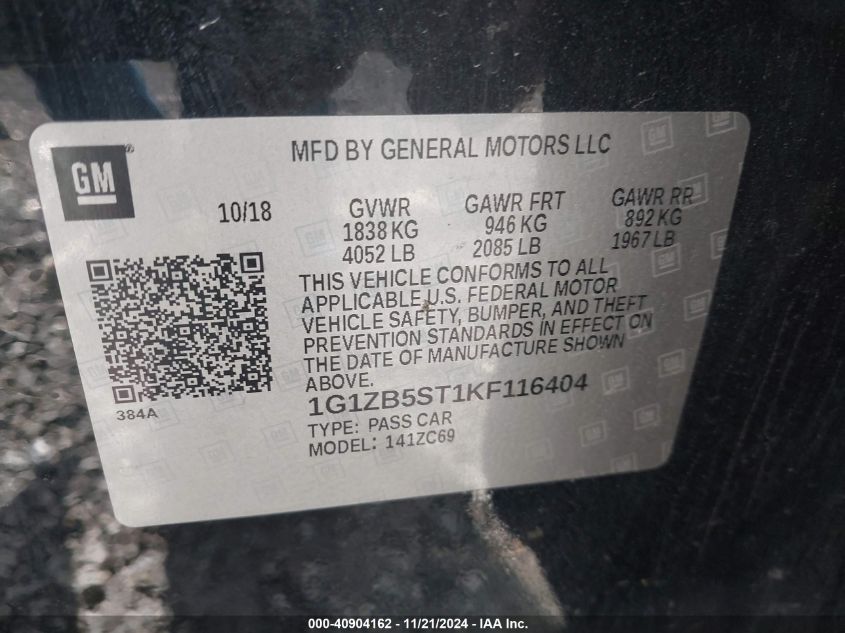 MFD BY GENERAL MOTORS LLC
GM
10/18
GVWR
1838 KG
4052 LB
GAWR FRT
946 KG
2085 LB
GAWR RR
892 KG
1967 LB
THIS VEHICLE CONFORMS TO ALL
APPLICABLE U.S. FEDERAL MOTOR
VEHICLE SAFETY, BUMPER, AND THEFT
PREVENTION STANDARDS IN EFFECT ON
THE DATE OF MANUFACTURE SHOWN
ABOVE.
384A
1G1ZB5ST1KF116404
TYPE: PASS CAR
MODEL: 141ZC69
000-40904162 - 11/21/2024 - IAA Inc.